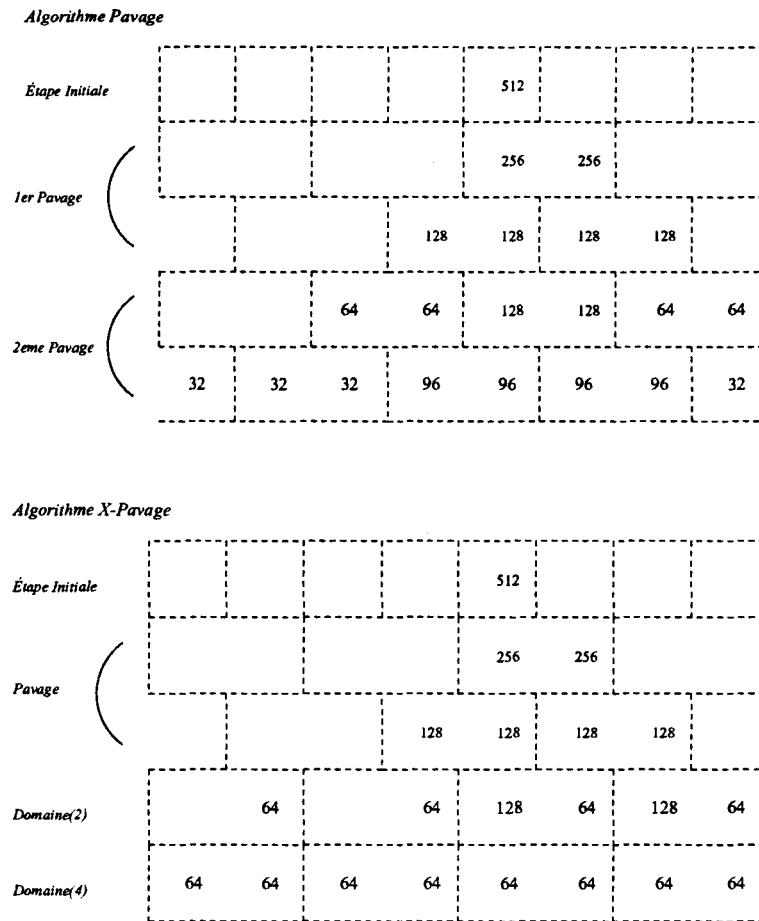 Algorithme Pavage
Étape Initiale 512
256 256
1er Pavage
128 128 128 128
64 64 128 128 64 64
2eme Pavage
32 32 32 96 96 96 96 32
Algorithme X-Pavage
Étape Initiale 512
256 256
Pavage
128 128 128 128
Domaine(2) 64 64 128 64 128 64
Domaine(4) 64 64 64 64 64 64 64 64